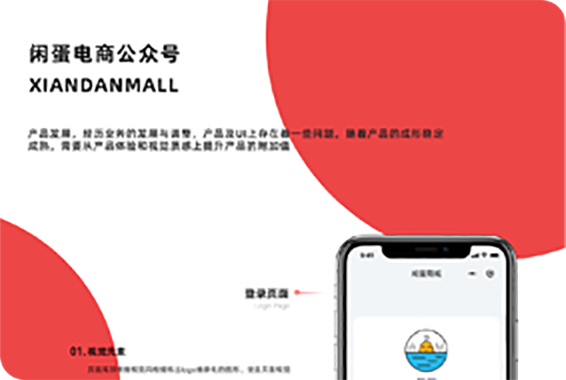 闲蛋电商公众号
XIANDANMALL
产品发展，经历业务的发展与调整，产品及UI上存在着一些问题。随着产品的成形稳定
成熟，需要从产品体验和视觉质感上提升产品的附加值
9:45
闲蛋商城
登录页面
Login Page
01.视觉元素